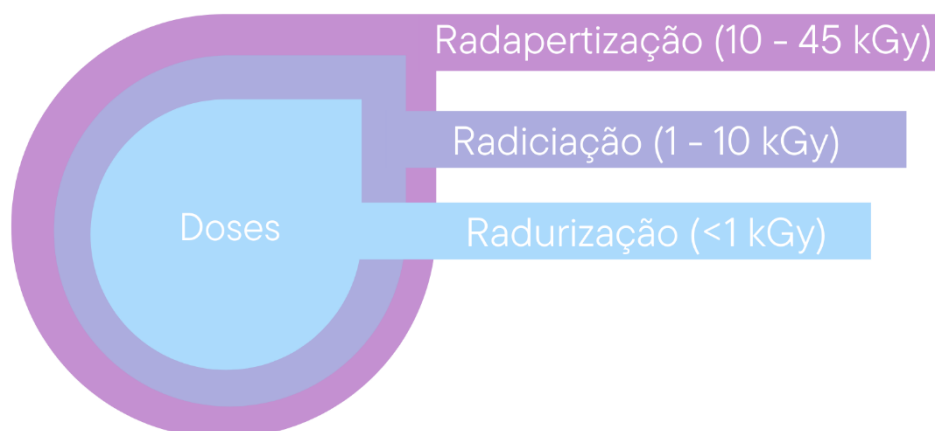 Radapertização (10 - 45 kGy)
Radiciação (1 - 10 kGy)
Doses
Radurização (<1 kGy)